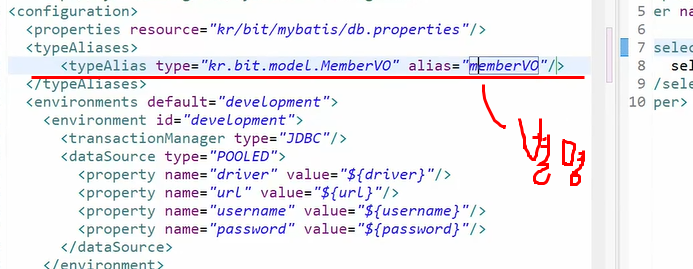 <configuration>
<properties resource="kr/bit/mybatis/db.properties"/>
<typeAliases>
<typeAlias type="kr.bit.model.MemberVO" alias="memberVO"/>
</typeAliases>
<environments default="development">
<environment id="development">
<transactionManager type="JDBC"/>
<dataSource type="POOLED">
<property name="driver" value="${driver}"/>
<property name="url" value="${url}"/>
<property name="username" value="${username}"/>
<property name="password" value="${password}"/>
</dataSource>
</environment>
별명
5 er na
6
7 selec
8 sel
9 /selec
10 per>